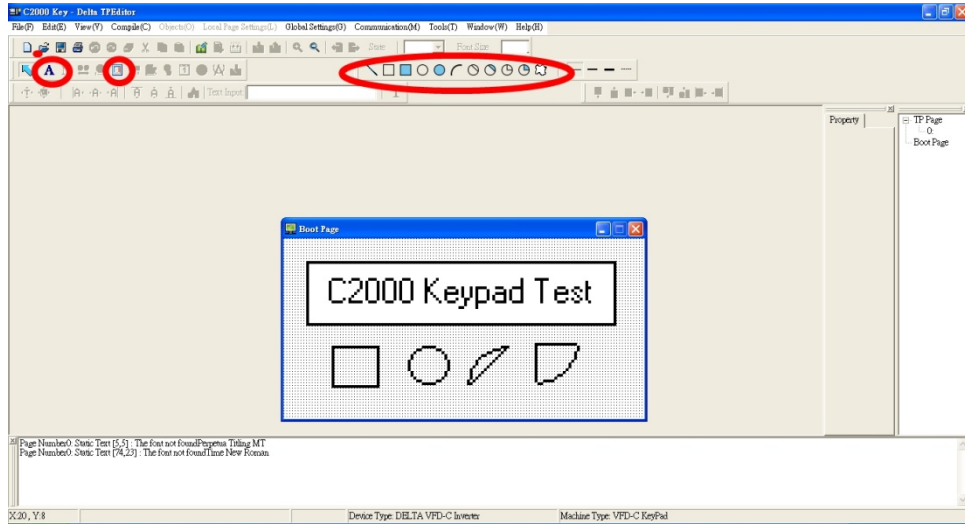 C2000 Key - Delta TPEditor
File(F) Edit(E) View(V) Compile(C) Objects(O) Local Page Settings(L) Global Settings(G) Communication(M) Tools(T) Window(W) Help(H)
State Font Size
A
Text Input
Property
TP Page
0:
Boot Page
Boot Page
C2000 Keypad Test
Page Number0: Static Text [5,5] : The font not foundPerpetua Titling MT
Page Number0: Static Text [74,23] : The font not foundTime New Roman
X:20 , Y:8 Device Type: DELTA VFD-C Inverter Machine Type: VFD-C KeyPad